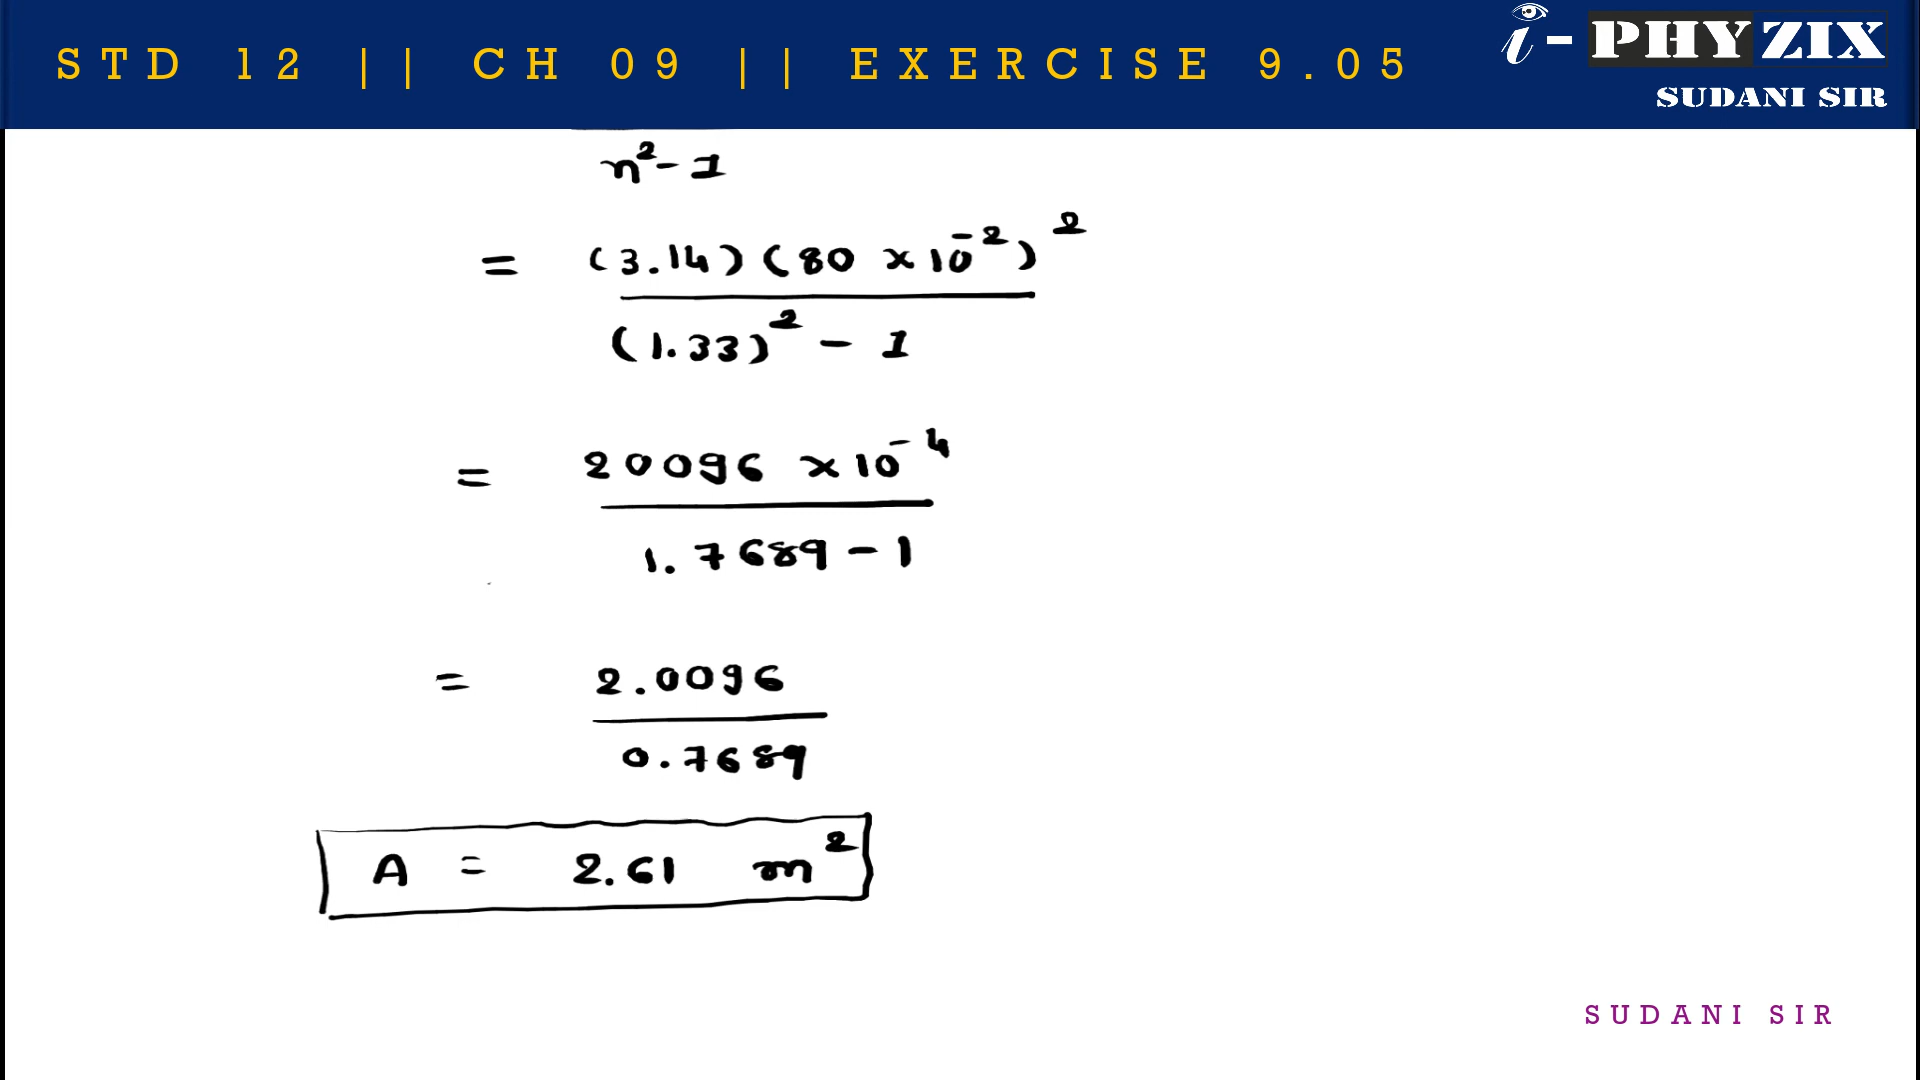 STD 12 || CH 09 || EXERCISE 9.05
i-PHYZIX
SUDANI SIR
n² - 1
= (3.14) (80 × 10⁻²)²
(1.33)² - 1
= 20096 × 10⁻⁴
1.7689 - 1
= 2.0096
0.7689
A = 2.61 m²
SUDANI SIR